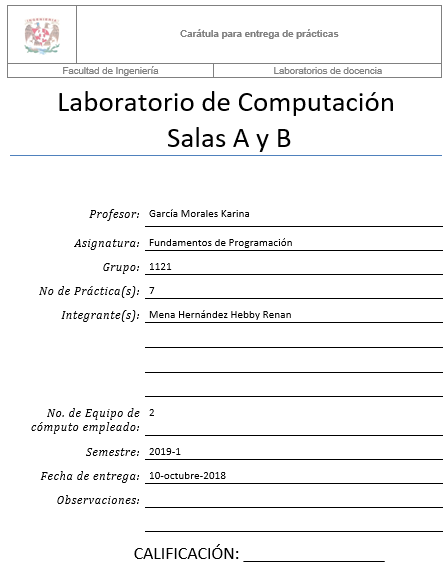 Carátula para entrega de prácticas
Facultad de Ingeniería Laboratorios de docencia
Laboratorio de Computación
Salas A y B
Profesor: García Morales Karina
Asignatura: Fundamentos de Programación
Grupo: 1121
No de Práctica(s): 7
Integrante(s): Mena Hernández Hebby Renan
No. de Equipo de 2
cómputo empleado:
Semestre: 2019-1
Fecha de entrega: 10-octubre-2018
Observaciones:
CALIFICACIÓN: __________________